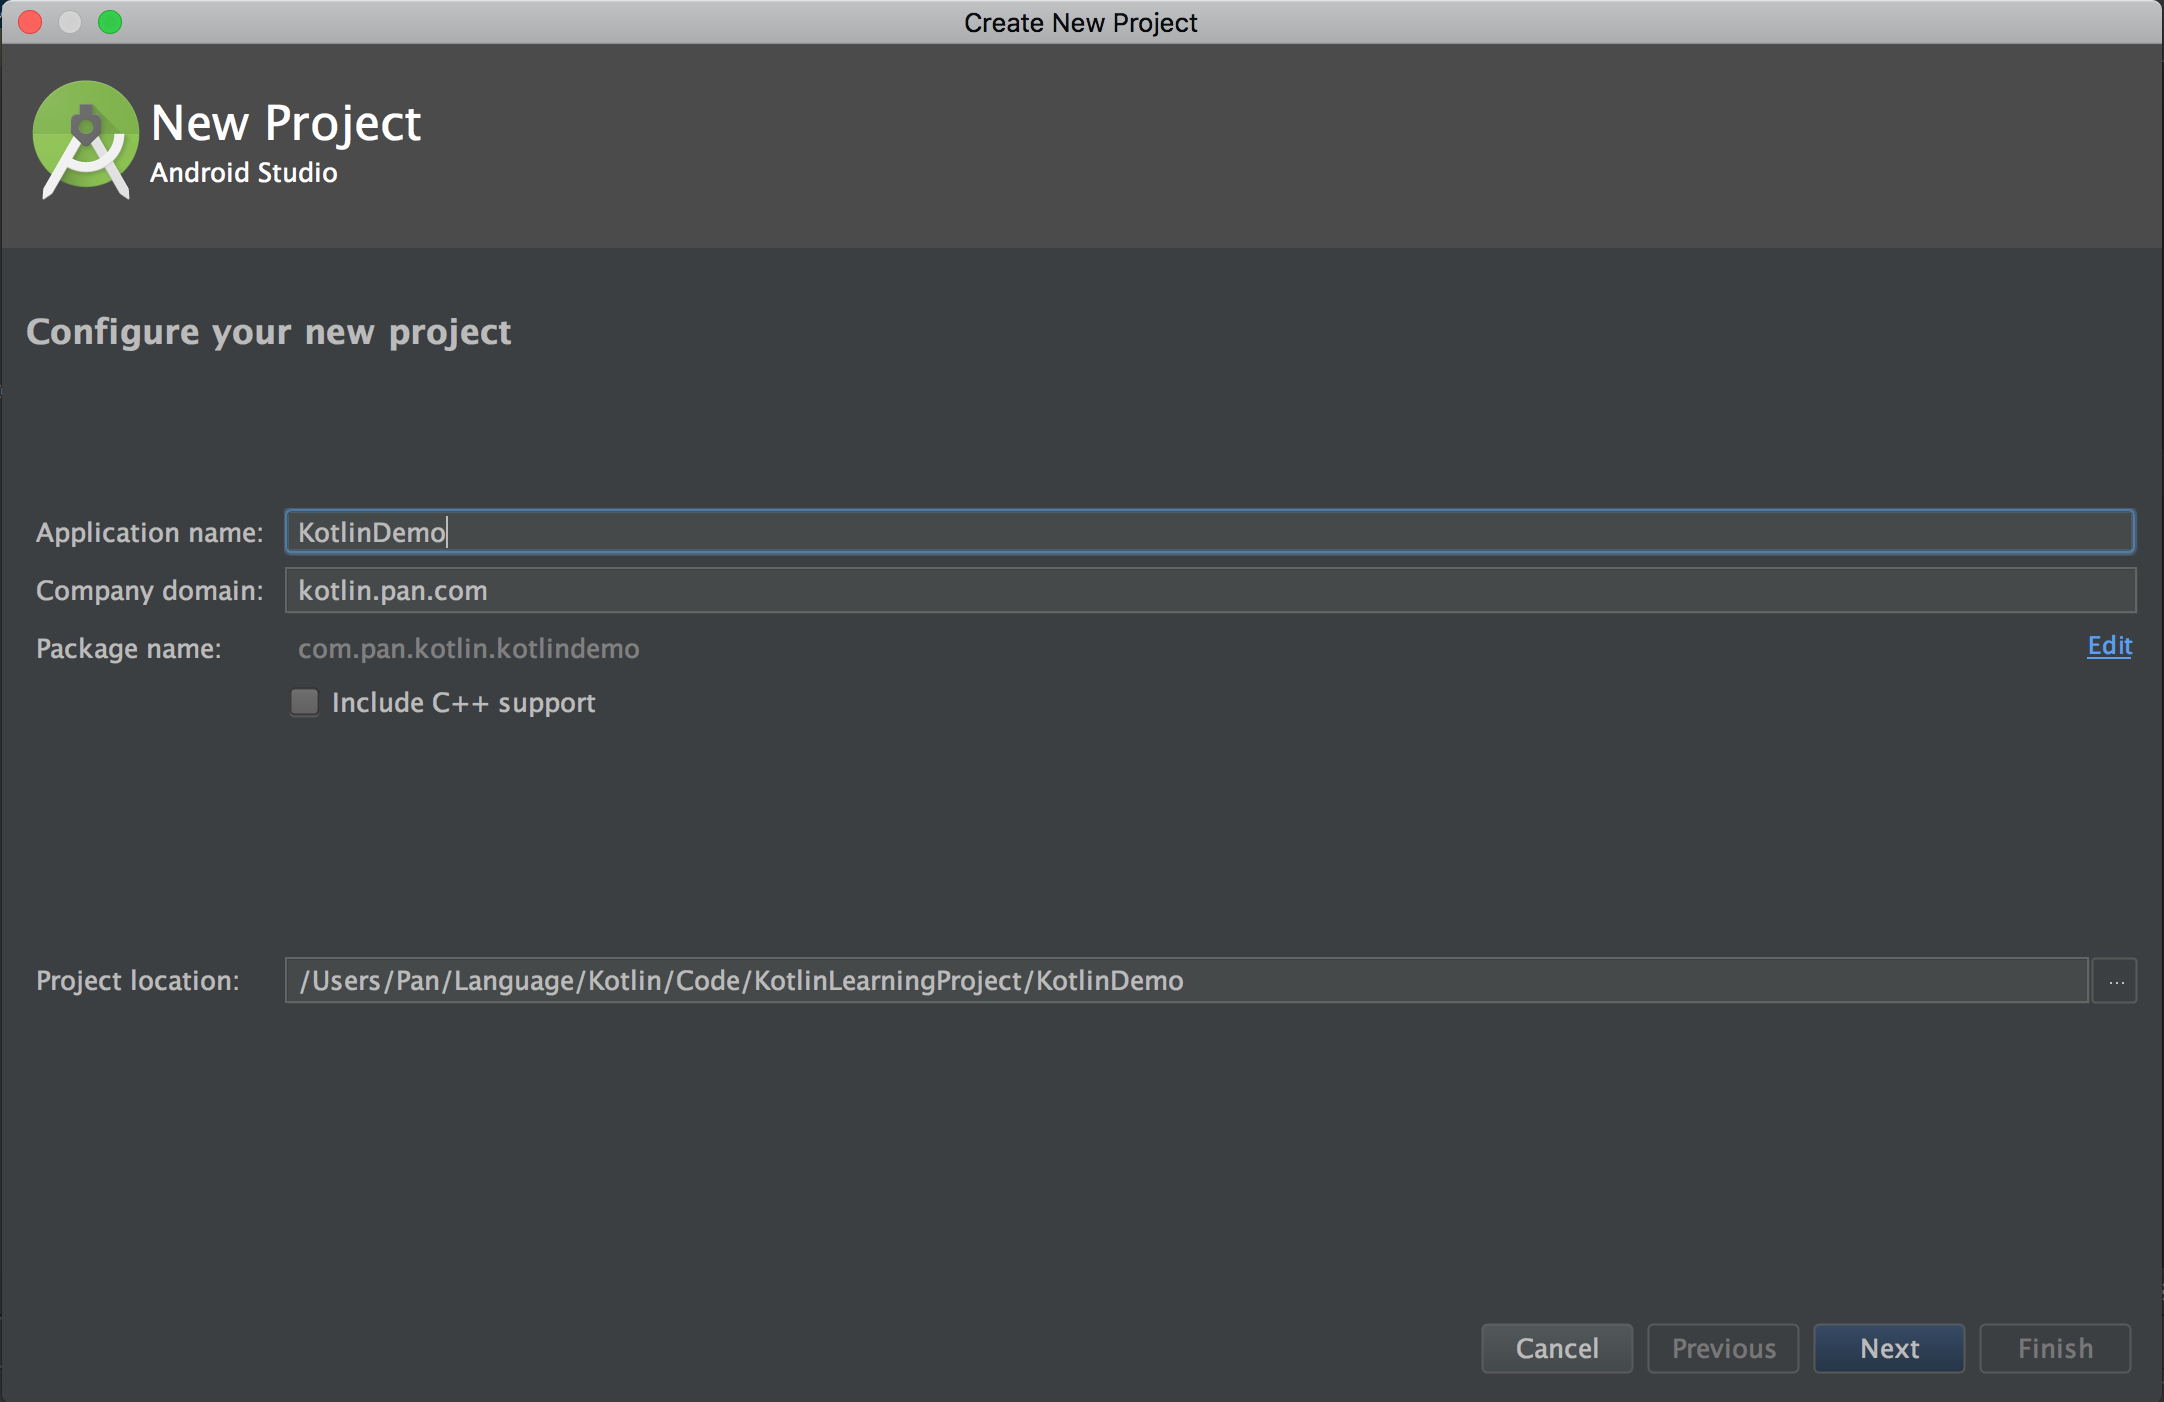 Create New Project
New Project
Android Studio
Configure your new project
Application name: KotlinDemo
Company domain: kotlin.pan.com
Package name: com.pan.kotlin.kotlindemo Edit
Include C++ support
Project location: /Users/Pan/Language/Kotlin/Code/KotlinLearningProject/KotlinDemo ...
Cancel Previous Next Finish